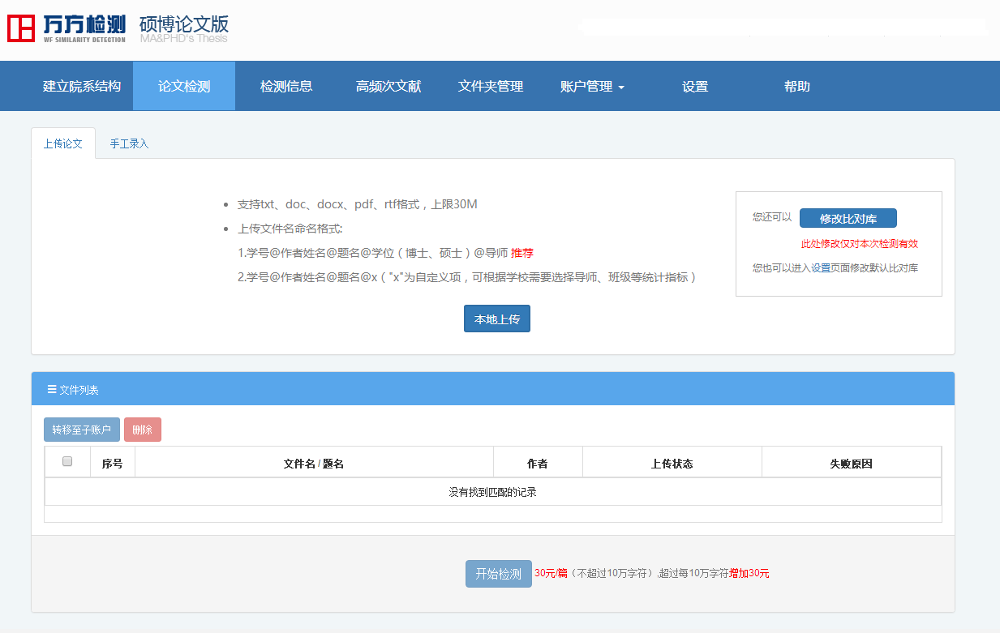 万方检测 硕博论文版
WF SIMILARITY DETECTION MA&PHD's Thesis
建立院系结构 论文检测 检测信息 高频次文献 文件夹管理 账户管理 设置 帮助
上传论文 手工录入
支持txt、doc、docx、pdf、rtf格式，上限30M
上传文件名命名格式:
1.学号@作者姓名@题名@学位（博士、硕士）@导师 推荐
2.学号@作者姓名@题名@x（"x"为自定义项，可根据学校需要选择导师、班级等统计指标）
本地上传
您还可以 修改比对库
此处修改仅对本次检测有效
您也可以进入设置页面修改默认比对库
文件列表
转移至子账户 删除
序号 文件名/题名 作者 上传状态 失败原因
没有找到匹配的记录
开始检测 30元/篇（不超过10万字符）,超过每10万字符增加30元